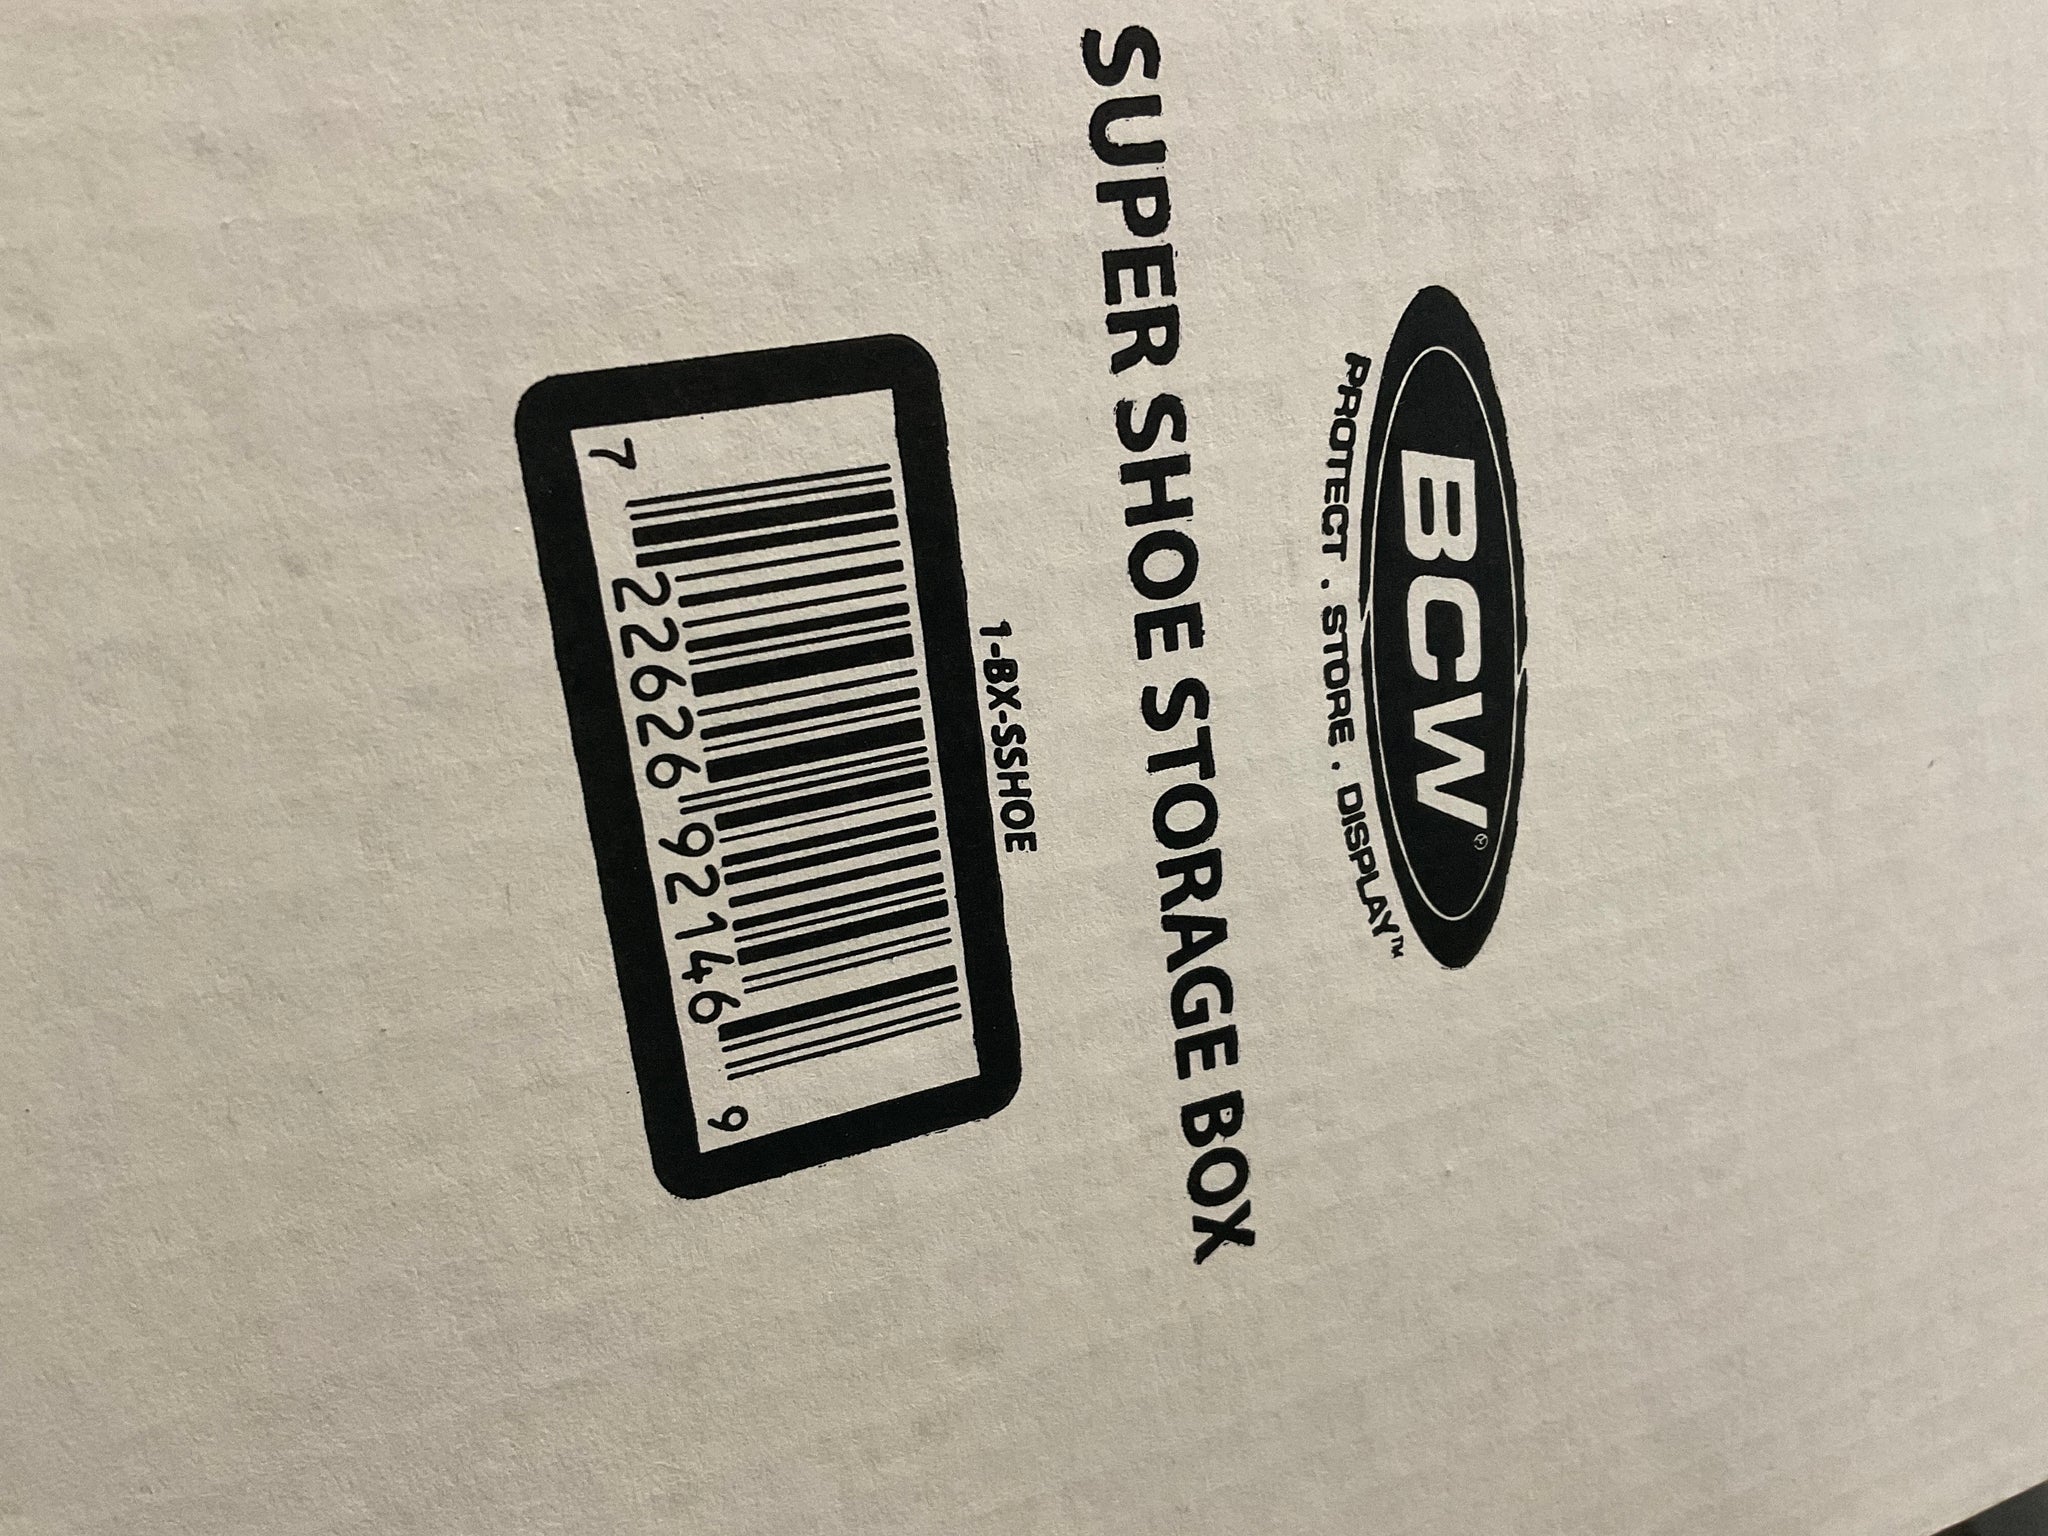 BCW®
PROTECT . STORE . DISPLAY™
SUPER SHOE STORAGE BOX
1-BX-SSHOE
7 22626 92146 9